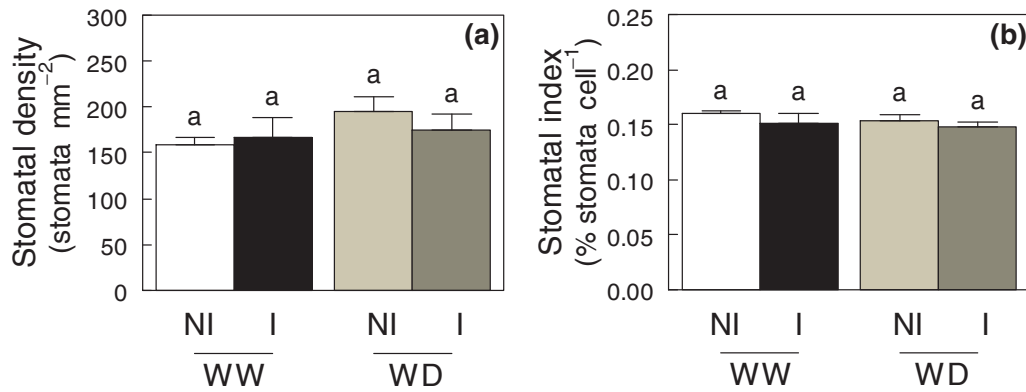 (a)
Stomatal density
(stomata mm⁻²)
300
250
200
150
100
50
0
a a a a
NI I NI I
WW WD
(b)
Stomatal index
(% stomata cell⁻¹)
0.25
0.20
0.15
0.10
0.05
0.00
a a a a
NI I NI I
WW WD